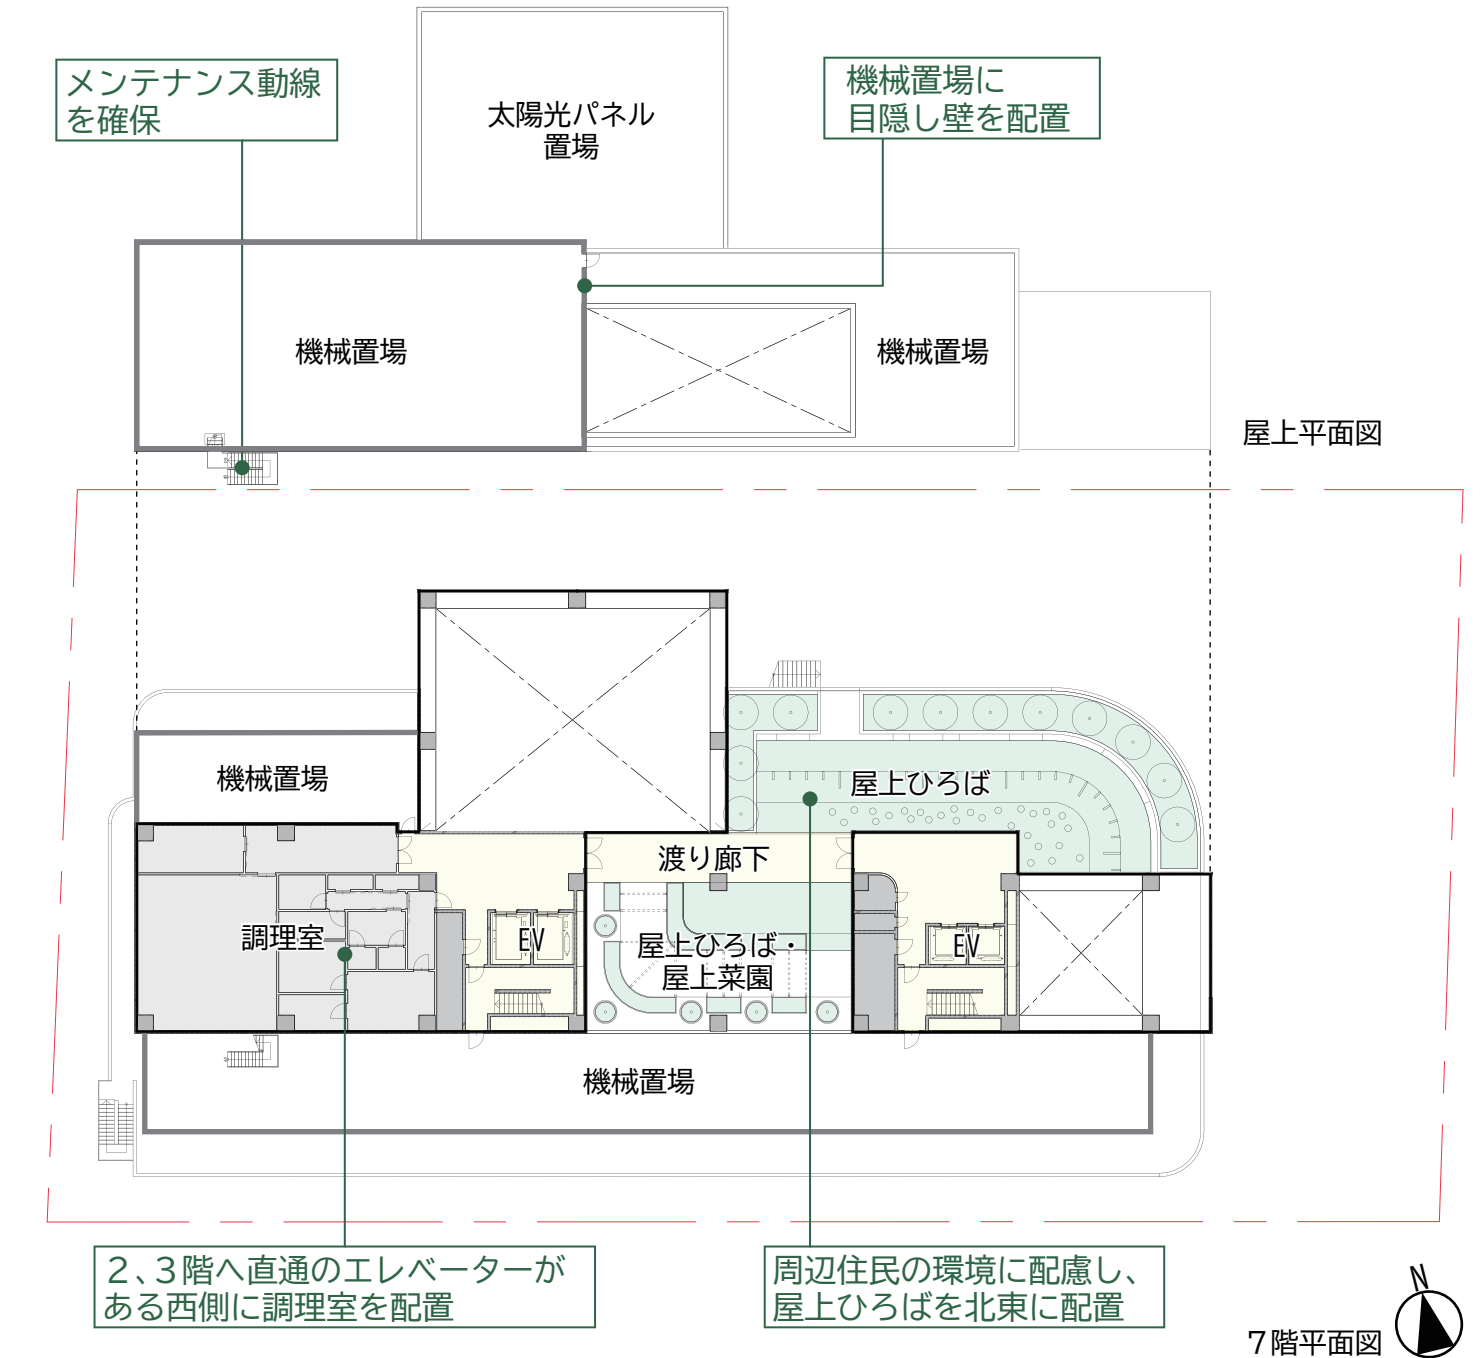 メンテナンス動線
を確保
太陽光パネル
置場
機械置場に
目隠し壁を配置
機械置場
機械置場
屋上平面図
機械置場
屋上ひろば
渡り廊下
調理室
EV
屋上ひろば・
屋上菜園
EV
機械置場
２、３階へ直通のエレベーターが
ある西側に調理室を配置
周辺住民の環境に配慮し、
屋上ひろばを北東に配置
N
７階平面図